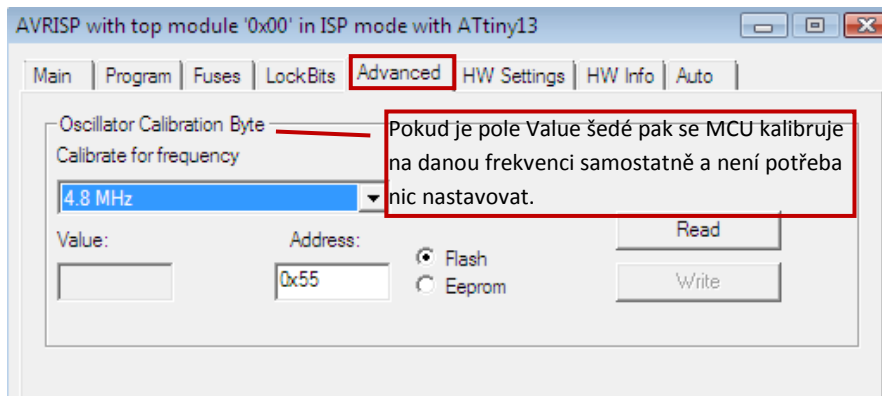 AVRISP with top module '0x00' in ISP mode with ATtiny13
Main Program Fuses LockBits Advanced HW Settings HW Info Auto
Oscillator Calibration Byte
Calibrate for frequency
4.8 MHz
Pokud je pole Value šedé pak se MCU kalibruje
na danou frekvenci samostatně a není potřeba
nic nastavovat.
Value:
Address:
0x55
Flash
Eeprom
Read
Write